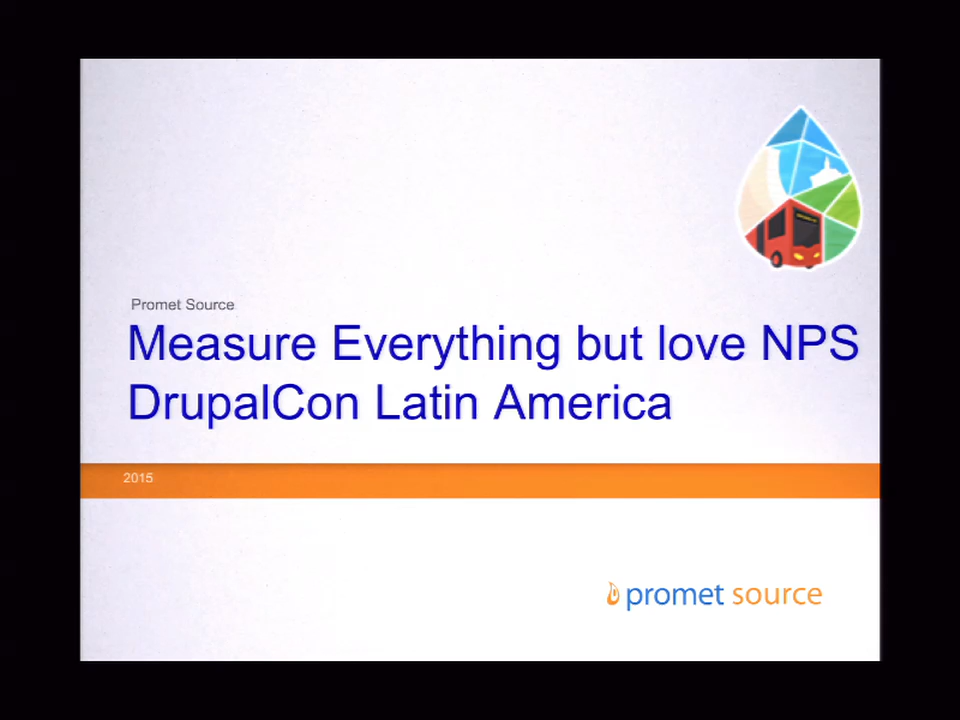 Promet Source
Measure Everything but love NPS
DrupalCon Latin America
2015
promet source